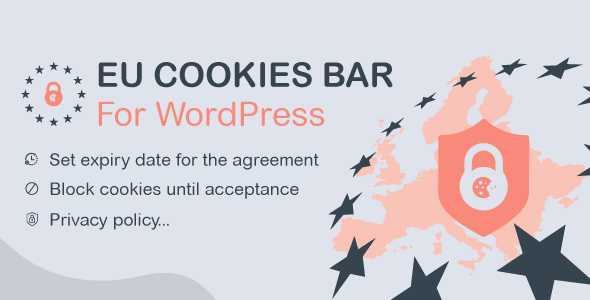 EU COOKIES BAR
For WordPress
Set expiry date for the agreement
Block cookies until acceptance
Privacy policy...